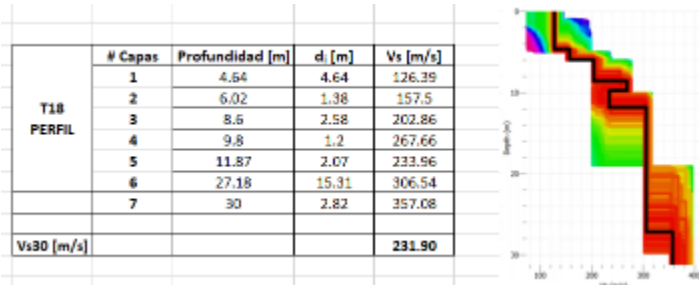 # Capas Profundidad [m] dᵢ [m] Vs [m/s]
1 4.64 4.64 126.39
2 6.02 1.38 157.5
3 8.6 2.58 202.86
T18
PERFIL
4 9.8 1.2 267.66
5 11.87 2.07 233.96
6 27.18 15.31 306.54
7 30 2.82 357.08
Vs30 [m/s] 231.90
0
10
Depth (m)
20
30
100 200 300 400